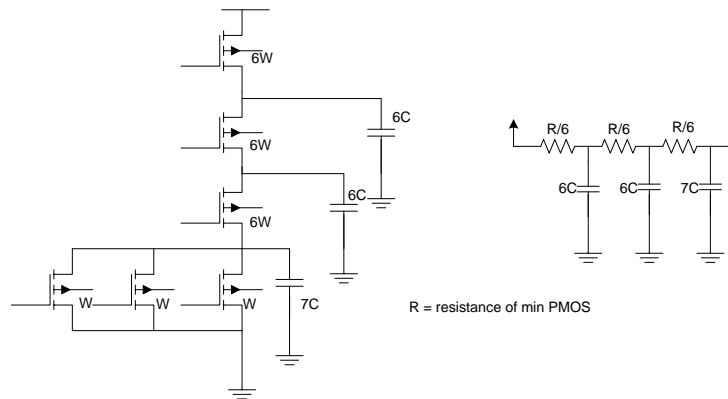 6W
6C
6W
6C
6W
W
W
W
7C
R/6
R/6
R/6
6C
6C
7C
R = resistance of min PMOS